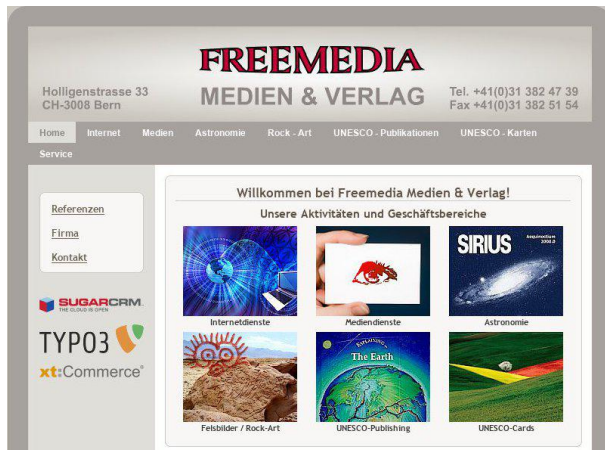 FREEMEDIA
MEDIEN & VERLAG
Holligenstrasse 33
CH-3008 Bern
Tel. +41(0)31 382 47 39
Fax +41(0)31 382 51 54
Home Internet Medien Astronomie Rock - Art UNESCO - Publikationen UNESCO - Karten
Service
Referenzen
Firma
Kontakt
SUGARCRM.
THE CLOUD IS OPEN
TYPO3
xt:Commerce®
Willkommen bei Freemedia Medien & Verlag!
Unsere Aktivitäten und Geschäftsbereiche
SIRIUS
Internetdienste
Mediendienste
Astronomie
EXPLAINING
The Earth
Felsbilder / Rock-Art
UNESCO-Publishing
UNESCO-Cards